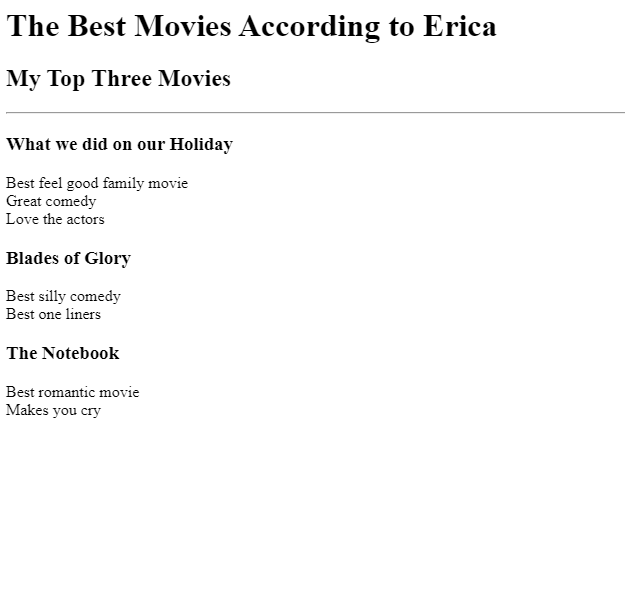 The Best Movies According to Erica
My Top Three Movies
What we did on our Holiday
Best feel good family movie
Great comedy
Love the actors
Blades of Glory
Best silly comedy
Best one liners
The Notebook
Best romantic movie
Makes you cry